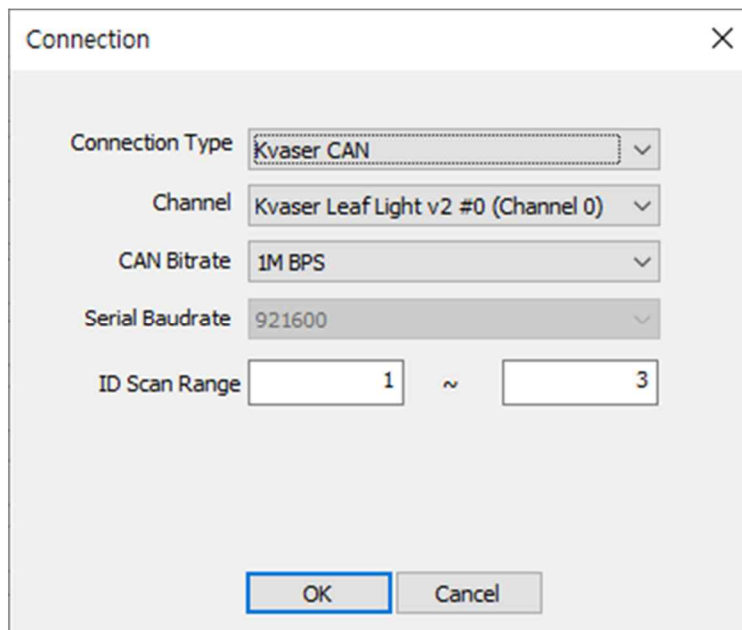 Connection
Connection Type Kvaser CAN
Channel Kvaser Leaf Light v2 #0 (Channel 0)
CAN Bitrate 1M BPS
Serial Baudrate 921600
ID Scan Range 1 ~ 3
OK Cancel